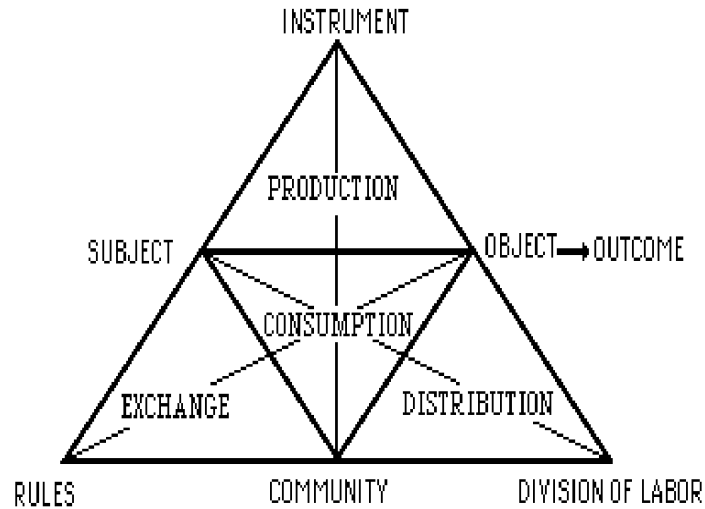 INSTRUMENT
PRODUCTION
SUBJECT
OBJECT
OUTCOME
CONSUMPTION
EXCHANGE
DISTRIBUTION
RULES
COMMUNITY
DIVISION OF LABOR